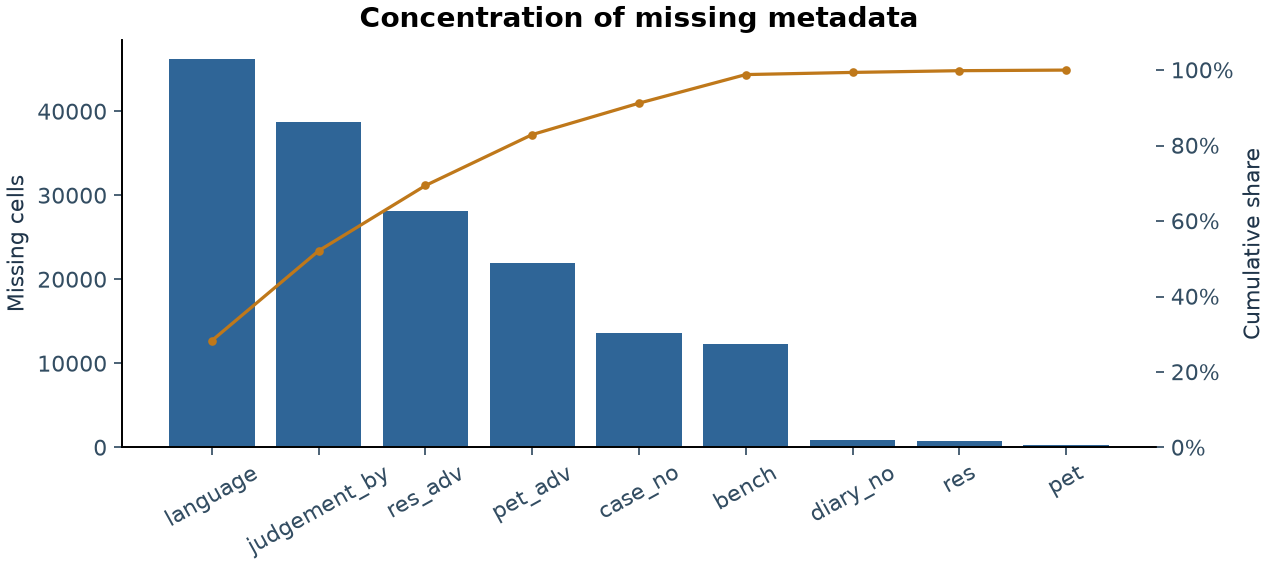 Concentration of missing metadata
Missing cells
40000
30000
20000
10000
0
100%
80%
60%
40%
20%
0%
Cumulative share
language
judgement_by
res_adv
pet_adv
case_no
bench
diary_no
res
pet